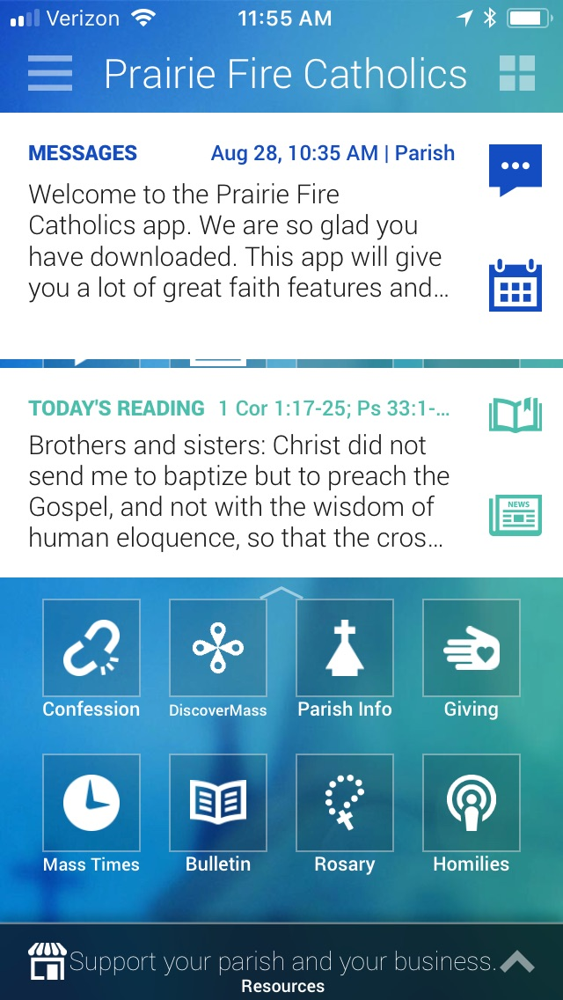 Verizon 11:55 AM
Prairie Fire Catholics
MESSAGES Aug 28, 10:35 AM | Parish
Welcome to the Prairie Fire
Catholics app. We are so glad you
have downloaded. This app will give
you a lot of great faith features and...
TODAY'S READING 1 Cor 1:17-25; Ps 33:1-...
Brothers and sisters: Christ did not
send me to baptize but to preach the
Gospel, and not with the wisdom of
human eloquence, so that the cros...
NEWS
Confession DiscoverMass Parish Info Giving
Mass Times Bulletin Rosary Homilies
Support your parish and your business.
Resources